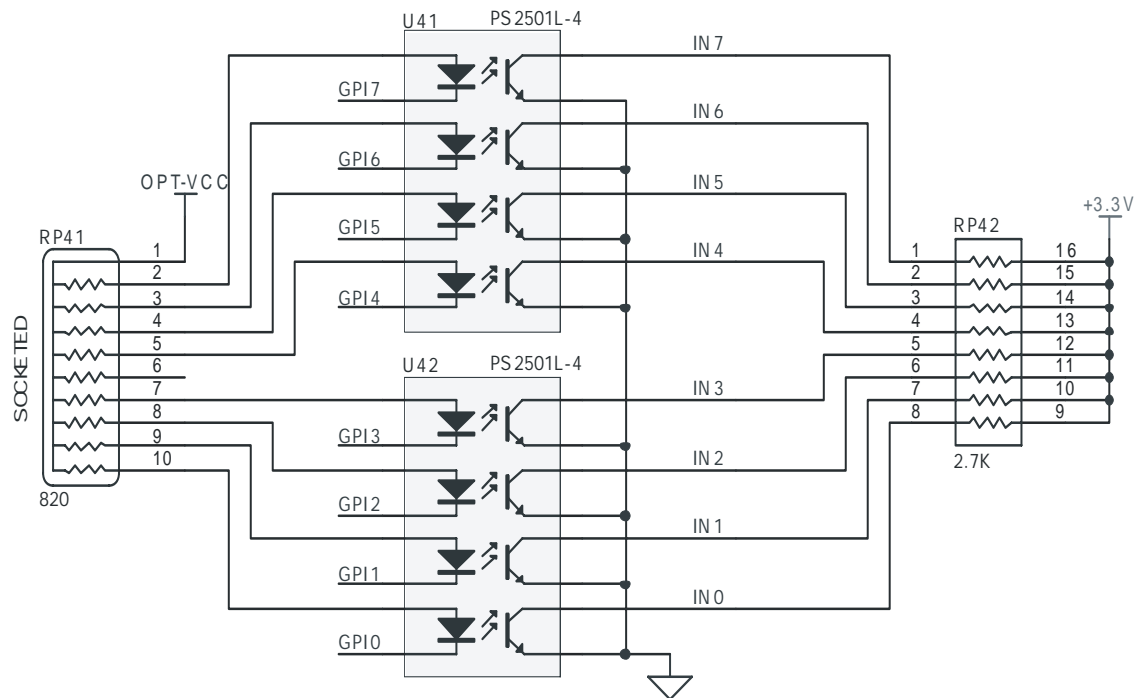 U41 PS2501L-4
IN7
GPI7
IN6
GPI6
OPT-VCC
IN5
GPI5
+3.3V
RP41
RP42
IN4
GPI4
1
2
3
4
5
6
7
8
9
10
SOCKETED
820
1 16
2 15
3 14
4 13
5 12
6 11
7 10
8 9
2.7K
U42 PS2501L-4
IN3
GPI3
IN2
GPI2
IN1
GPI1
IN0
GPI0